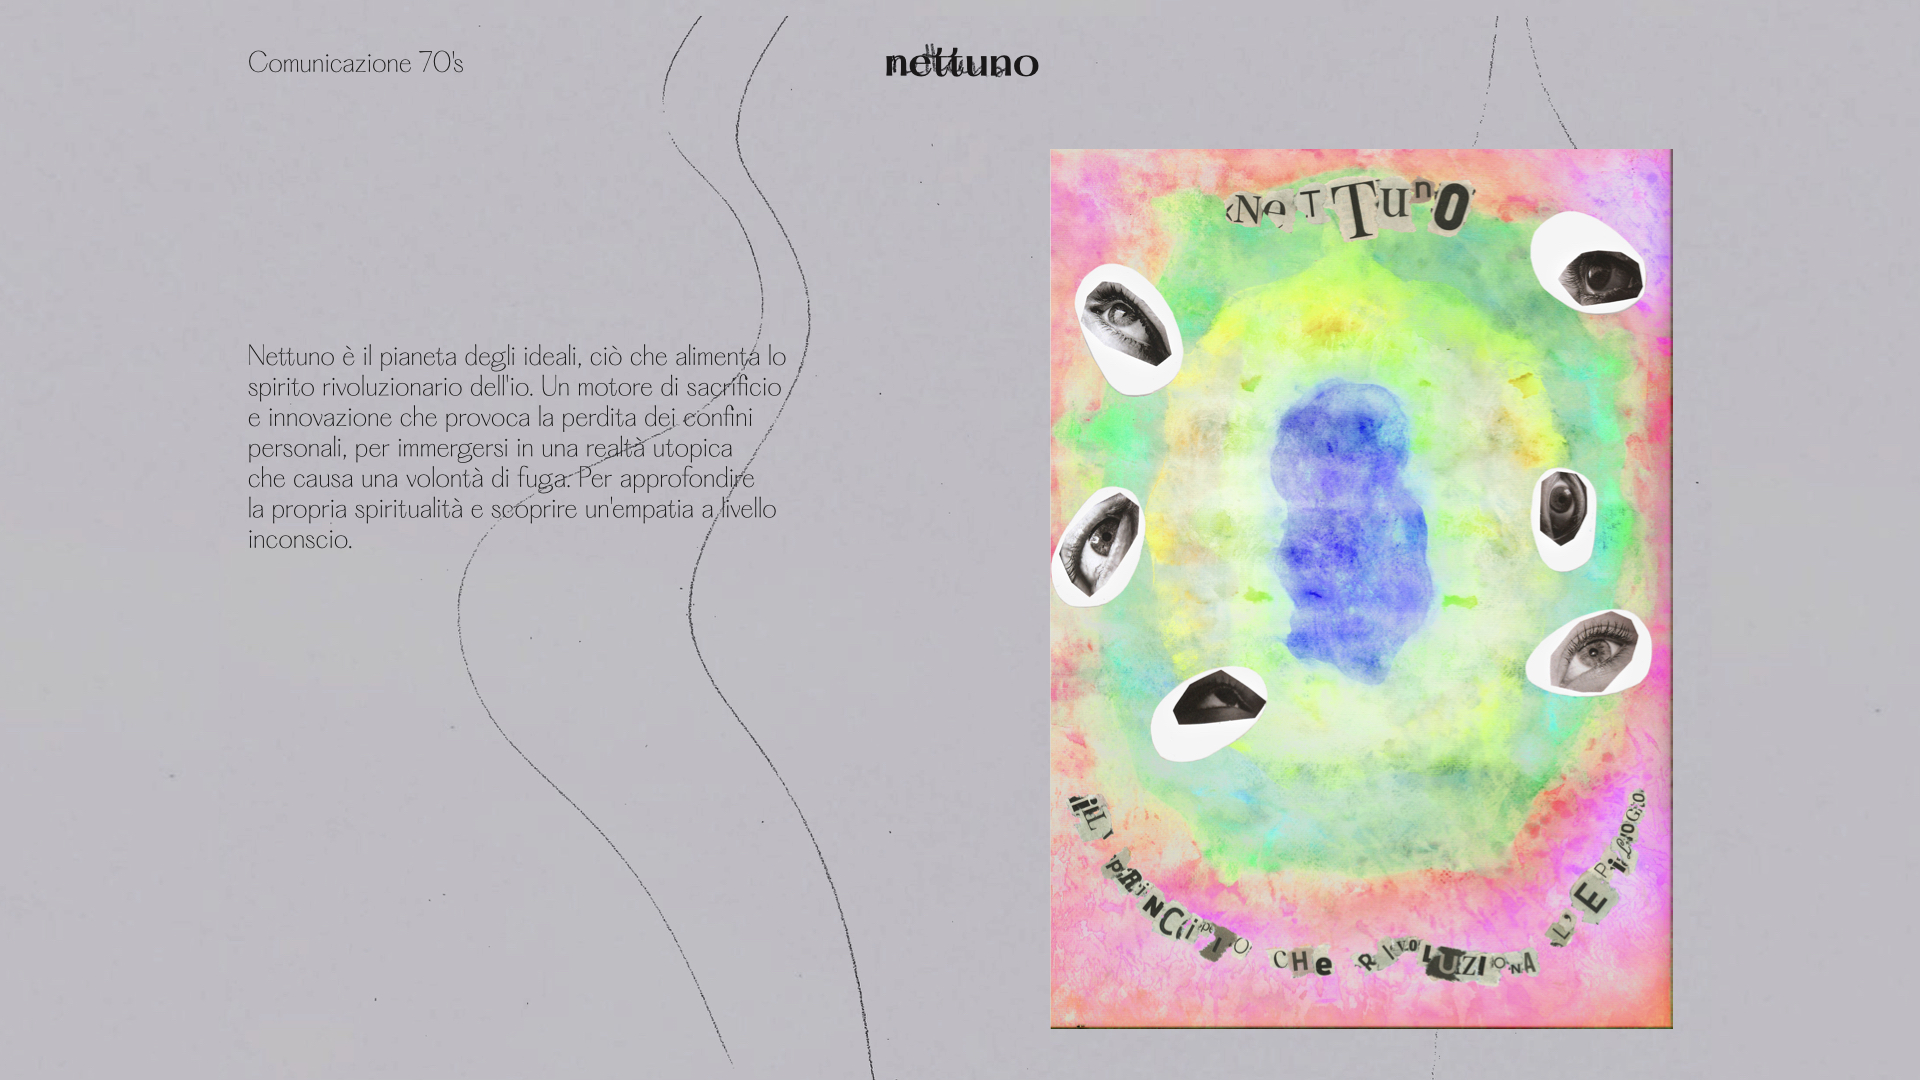 Comunicazione 70's
nettuno
Nettuno è il pianeta degli ideali, ciò che alimenta lo
spirito rivoluzionario dell'io. Un motore di sacrificio
e innovazione che provoca la perdita dei confini
personali, per immergersi in una realtà utopica
che causa una volontà di fuga. Per approfondire
la propria spiritualità e scoprire un'empatia a livello
inconscio.
NeTTunO
iL PRiNCiPIO CHe RIvoLUZIONA L'EPiLOGO